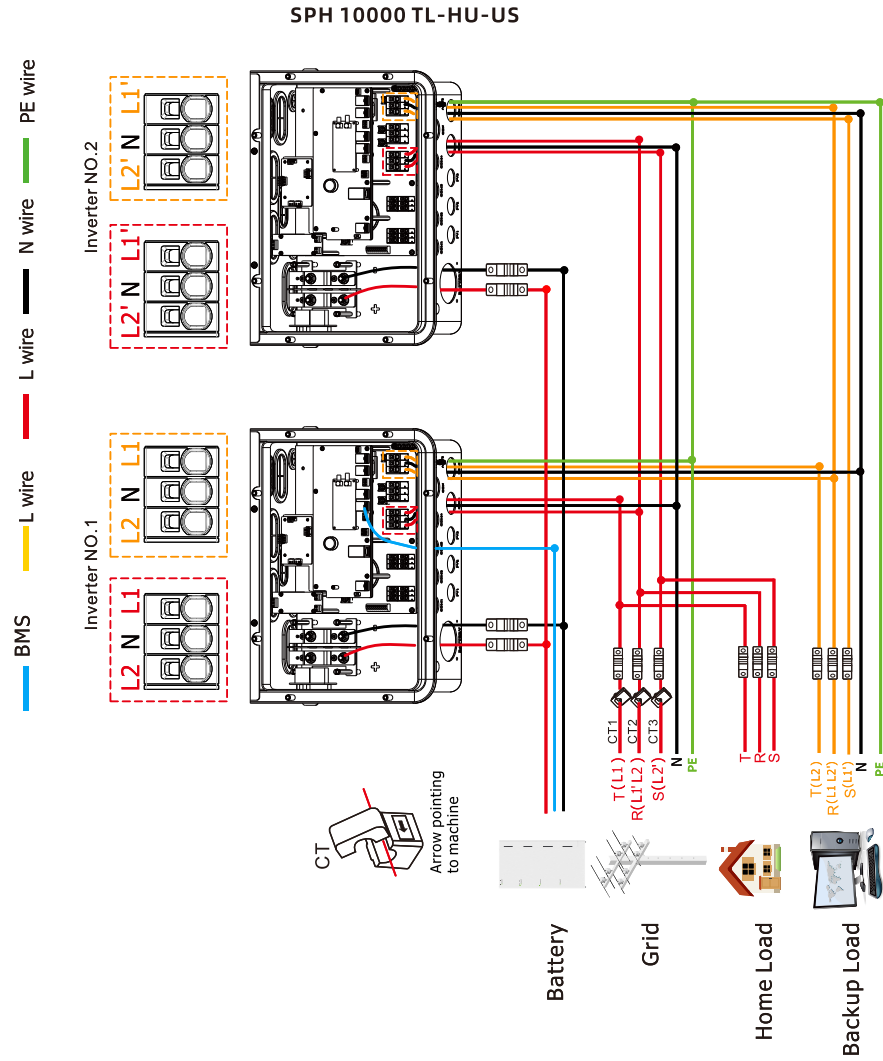 SPH 10000 TL-HU-US
BMS
L wire
L wire
N wire
PE wire
Inverter NO.1
L2 N L1
L2 N L1
Inverter NO.2
L2' N L1'
L2' N L1'
CT
Arrow pointing
to machine
CT1
CT2
CT3
T(L1)
R(L1'L2)
S(L2')
N
PE
T
R
S
T(L2)
R(L1L2')
S(L1')
N
PE
Battery
Grid
Home Load
Backup Load